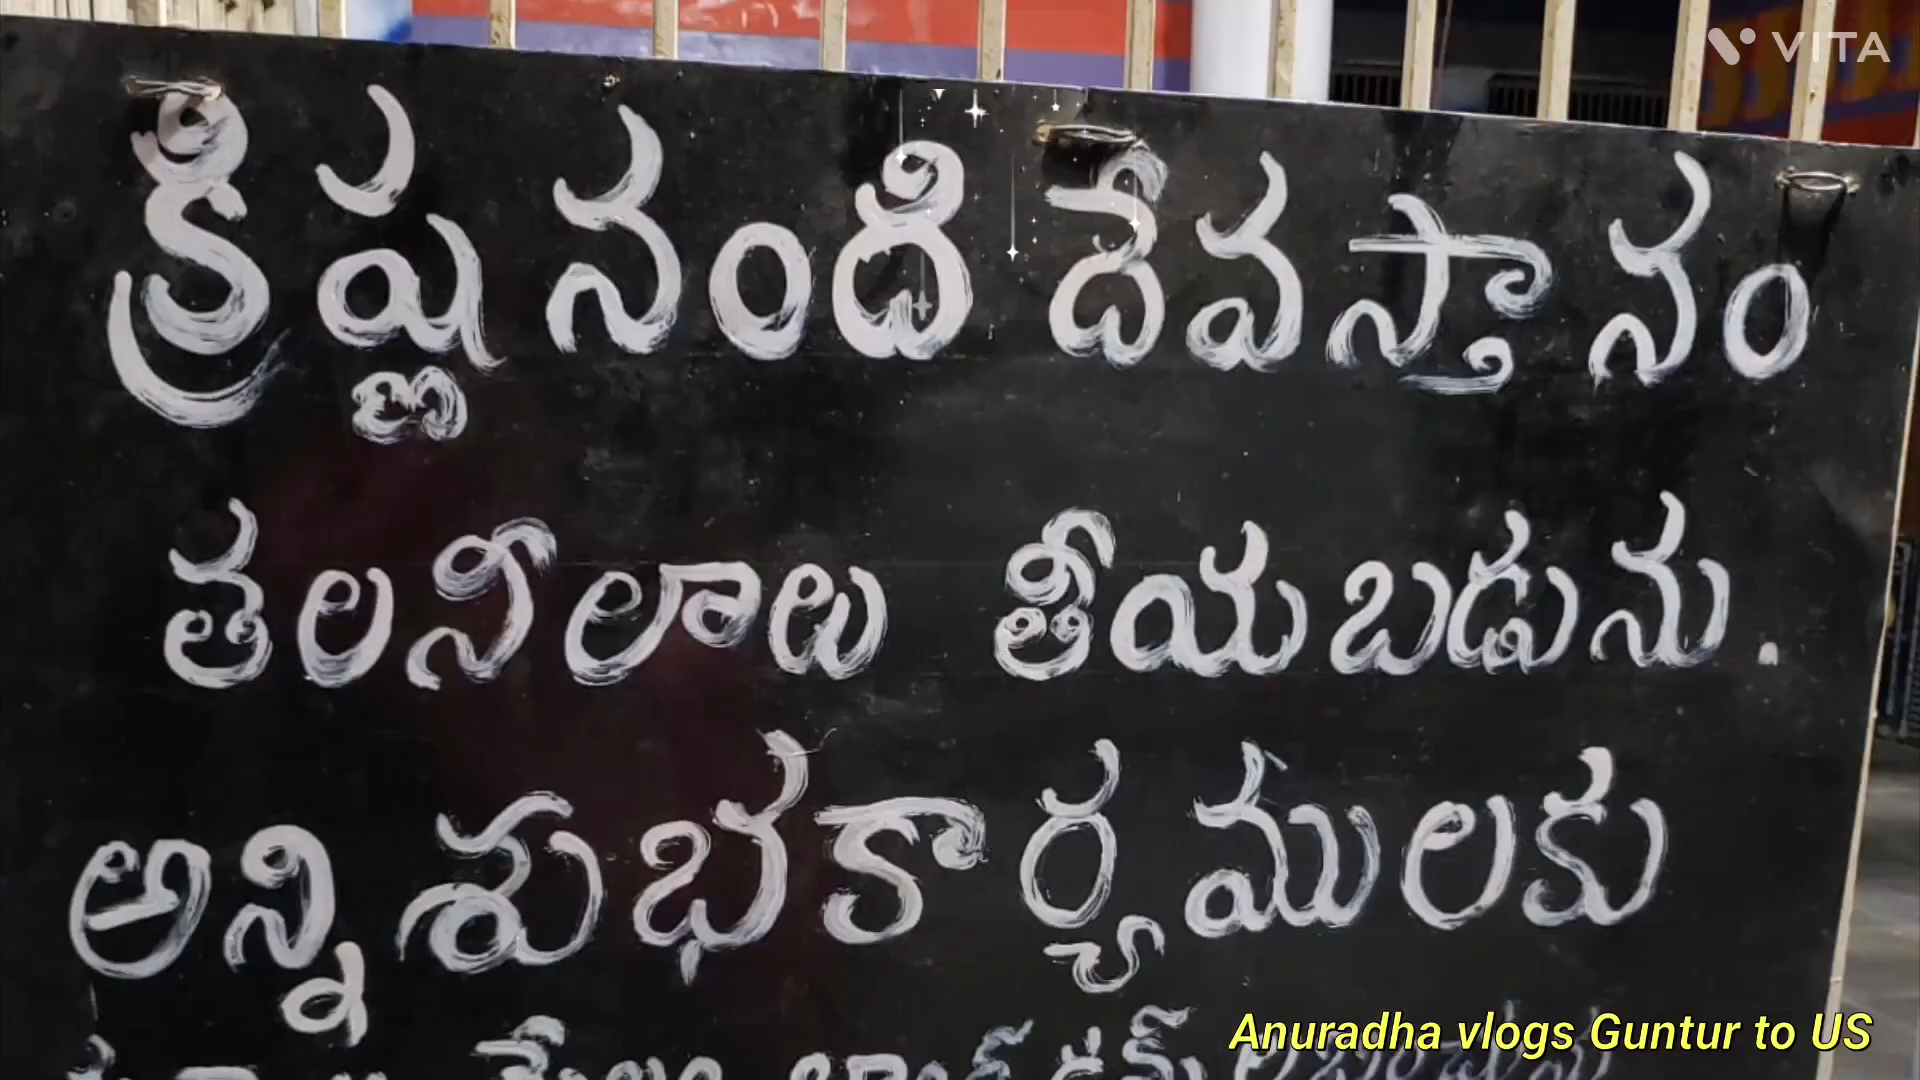 VITA
క్రిష్ణనంది దేవస్తానం
తలనీలాలు తీయబడును.
అన్ని శుభకార్యములకు
Anuradha vlogs Guntur to US